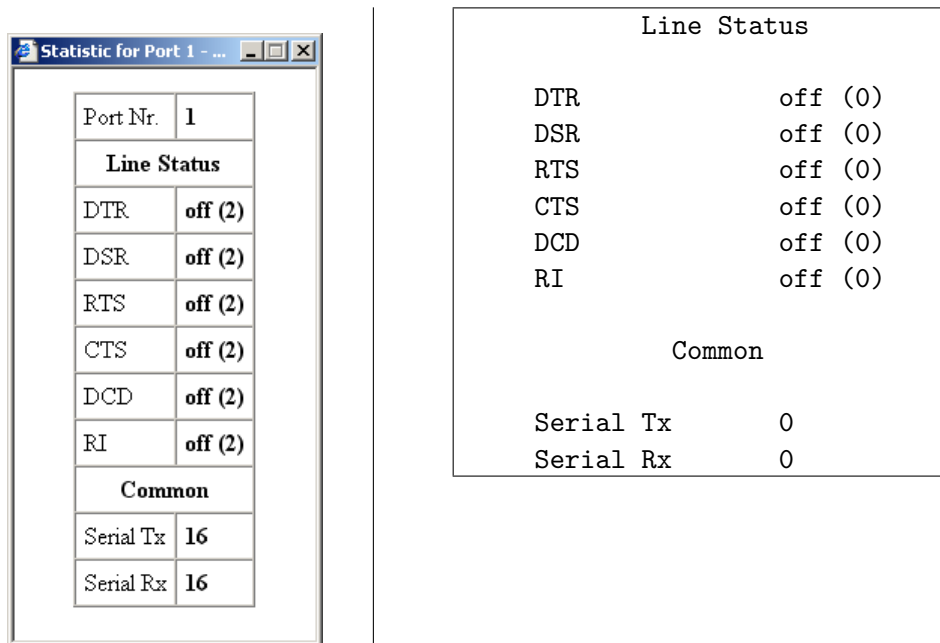 Statistic for Port 1 - ...
Port Nr. 1
Line Status
DTR off (2)
DSR off (2)
RTS off (2)
CTS off (2)
DCD off (2)
RI off (2)
Common
Serial Tx 16
Serial Rx 16
Line Status
DTR off (0)
DSR off (0)
RTS off (0)
CTS off (0)
DCD off (0)
RI off (0)
Common
Serial Tx 0
Serial Rx 0